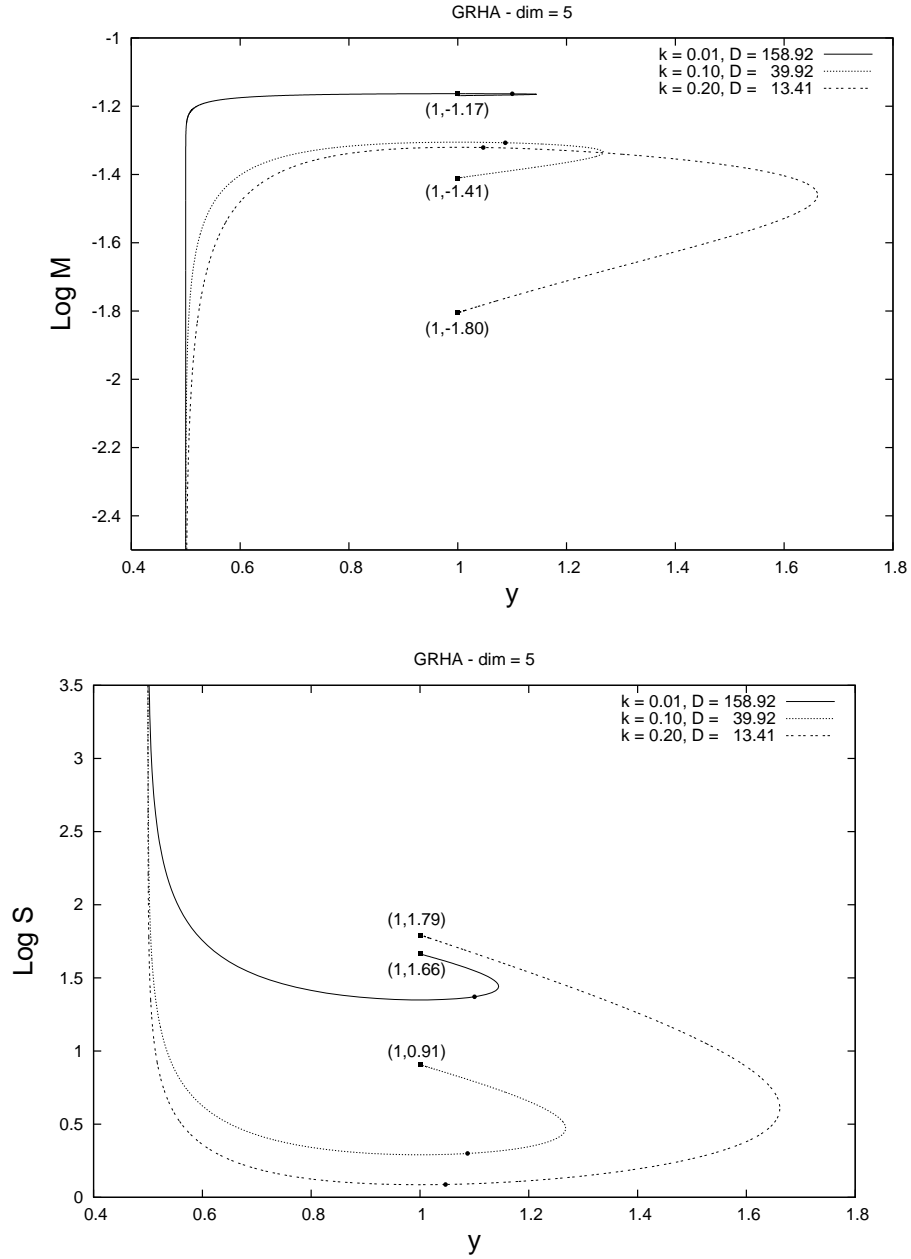 GRHA - dim = 5
k = 0.01, D = 158.92
k = 0.10, D = 39.92
k = 0.20, D = 13.41
-1
-1.2
-1.4
-1.6
-1.8
-2
-2.2
-2.4
Log M
(1,-1.17)
(1,-1.41)
(1,-1.80)
0.4 0.6 0.8 1 1.2 1.4 1.6 1.8
y
GRHA - dim = 5
k = 0.01, D = 158.92
k = 0.10, D = 39.92
k = 0.20, D = 13.41
3.5
3
2.5
2
1.5
1
0.5
0
Log S
(1,1.79)
(1,1.66)
(1,0.91)
0.4 0.6 0.8 1 1.2 1.4 1.6 1.8
y